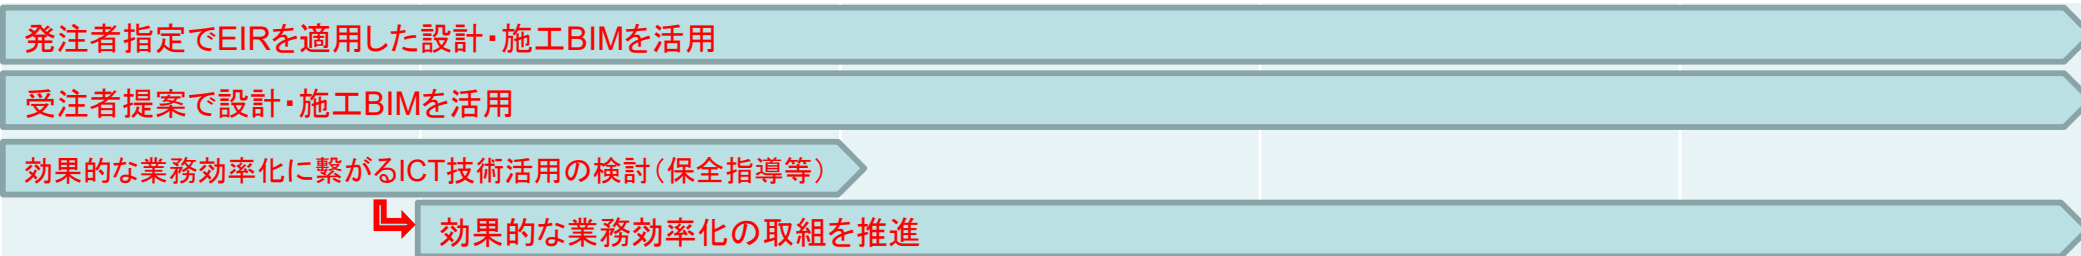 発注者指定でEIRを適用した設計・施工BIMを活用
受注者提案で設計・施工BIMを活用
効果的な業務効率化に繋がるICT技術活用の検討（保全指導等）
効果的な業務効率化の取組を推進